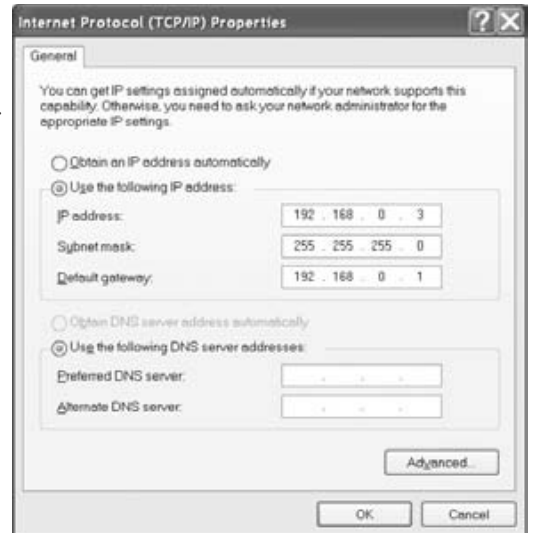 Internet Protocol (TCP/IP) Properties
General
You can get IP settings assigned automatically if your network supports this
capability. Otherwise, you need to ask your network administrator for the
appropriate IP settings.
Obtain an IP address automatically
Use the following IP address:
IP address: 192 . 168 . 0 . 3
Subnet mask: 255 . 255 . 255 . 0
Default gateway: 192 . 168 . 0 . 1
Obtain DNS server address automatically
Use the following DNS server addresses:
Preferred DNS server: . . .
Alternate DNS server: . . .
Advanced...
OK Cancel